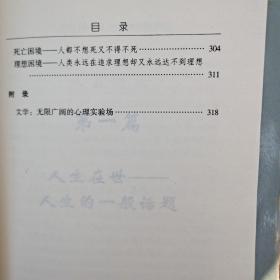 目 录
死亡困境——人都不想死又不得不死 …………………… 304
理想困境——人类永远在追求理想却又永远达不到理想
…………………………………………………… 311
附 录
文学：无限广阔的心理实验场 …………………………… 318
第一篇
人生在世——
人生的一般话题